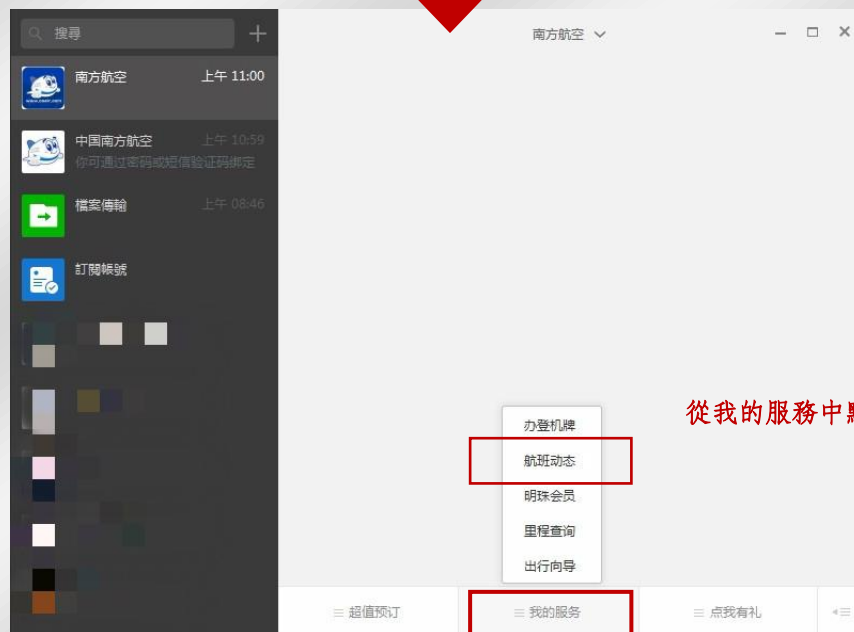 搜尋
南方航空
南方航空
上午 11:00
中国南方航空
上午 10:59
你可通过密码或短信验证码绑定
檔案傳輸
上午 08:46
訂閱帳號
從我的服務中
办登机牌
航班动态
明珠会员
里程查询
出行向导
超值预订
我的服务
点我有礼